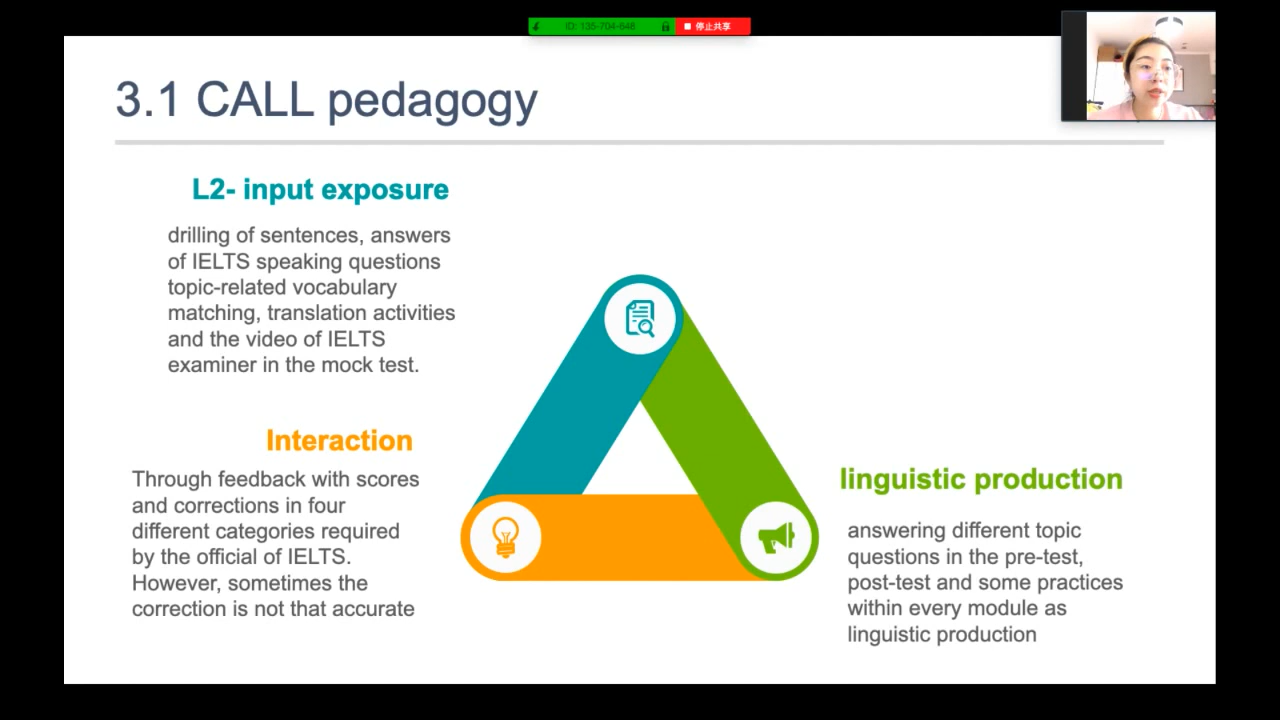 ID: 135-704-648
停止共享
3.1 CALL pedagogy
L2- input exposure
drilling of sentences, answers
of IELTS speaking questions
topic-related vocabulary
matching, translation activities
and the video of IELTS
examiner in the mock test.
Interaction
Through feedback with scores
and corrections in four
different categories required
by the official of IELTS.
However, sometimes the
correction is not that accurate
linguistic production
answering different topic
questions in the pre-test,
post-test and some practices
within every module as
linguistic production